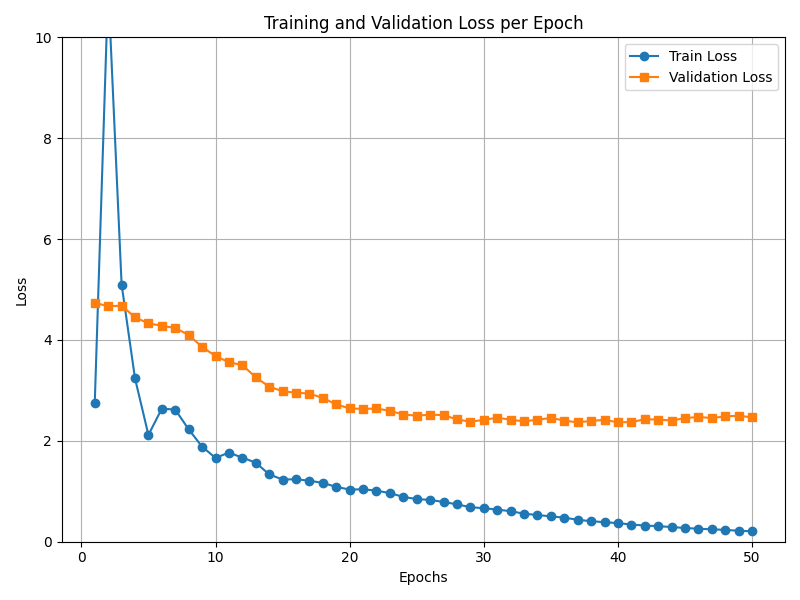 Training and Validation Loss per Epoch
10
8
6
4
2
0
Loss
Train Loss
Validation Loss
0 10 20 30 40 50
Epochs